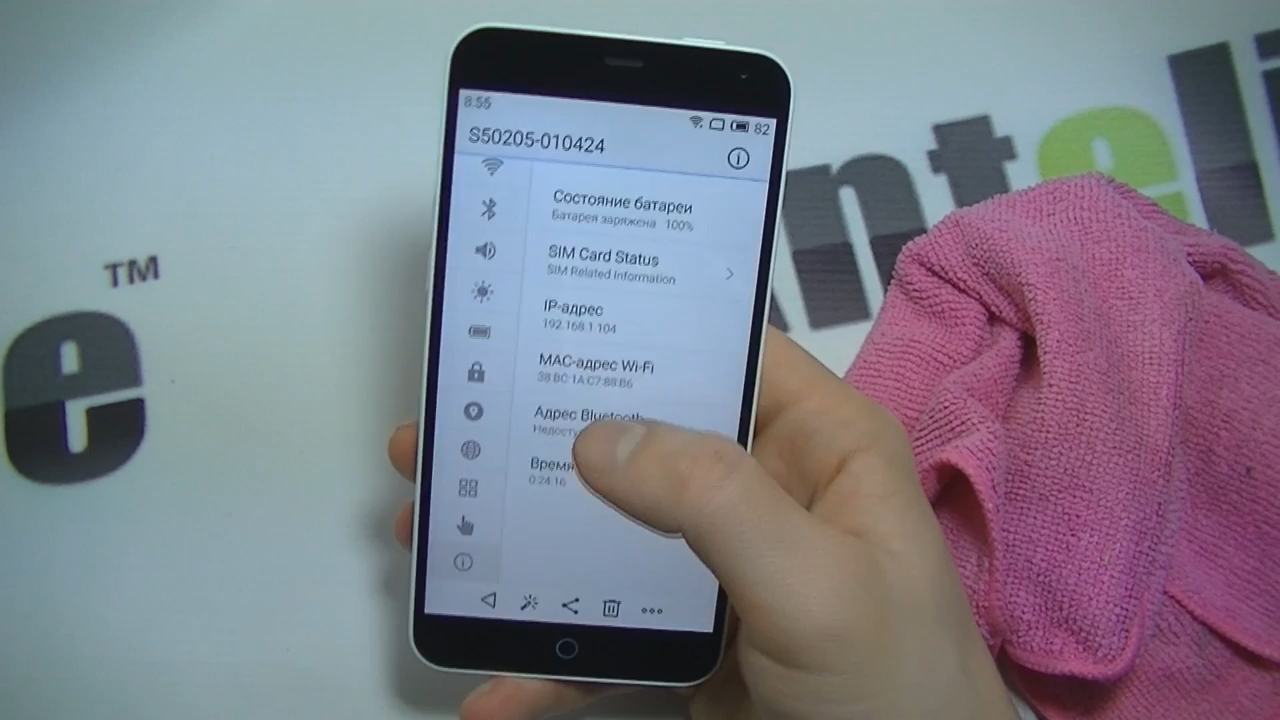 8:55
82
S50205-010424
Состояние батареи
Батарея заряжена 100%
SIM Card Status
SIM Related Information
IP-адрес
192.168.1.104
MAC-адрес Wi-Fi
38:BC:1A:C7:88:B6
Адрес Bluetooth
Время
0:24:16
e™
nteli